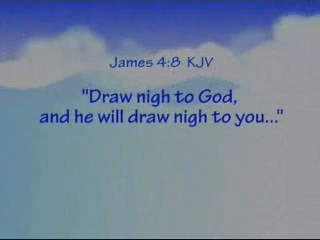 James 4:8 KJV
"Draw nigh to God,
and he will draw nigh to you..."